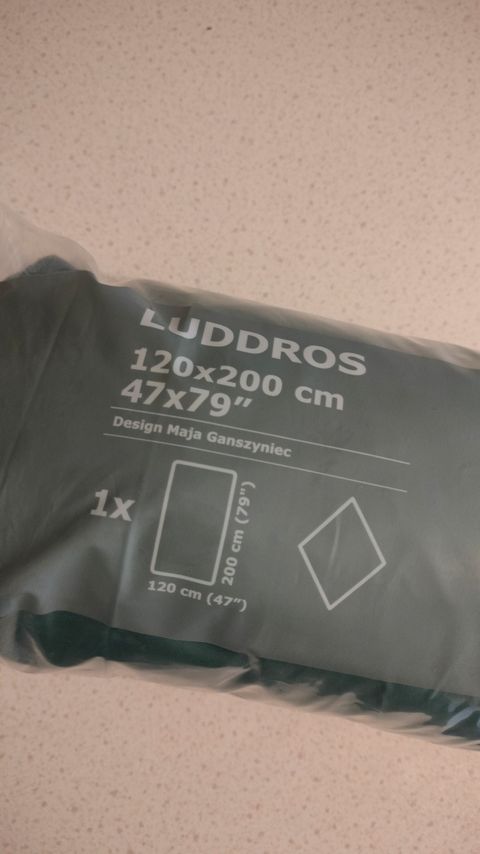 LUDDROS
120x200 cm
47x79"
Design Maja Ganszyniec
1x
200 cm (79")
120 cm (47")